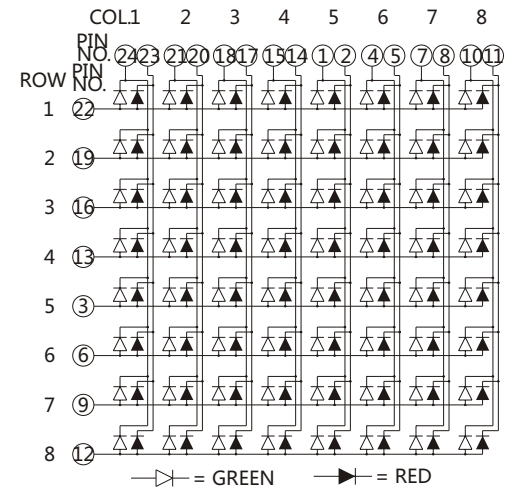 COL.1 2 3 4 5 6 7 8
PIN NO. 24 23 21 20 18 17 15 14 1 2 4 5 7 8 10 11
ROW PIN NO.
1 22
2 19
3 16
4 13
5 3
6 6
7 9
8 12
= GREEN = RED